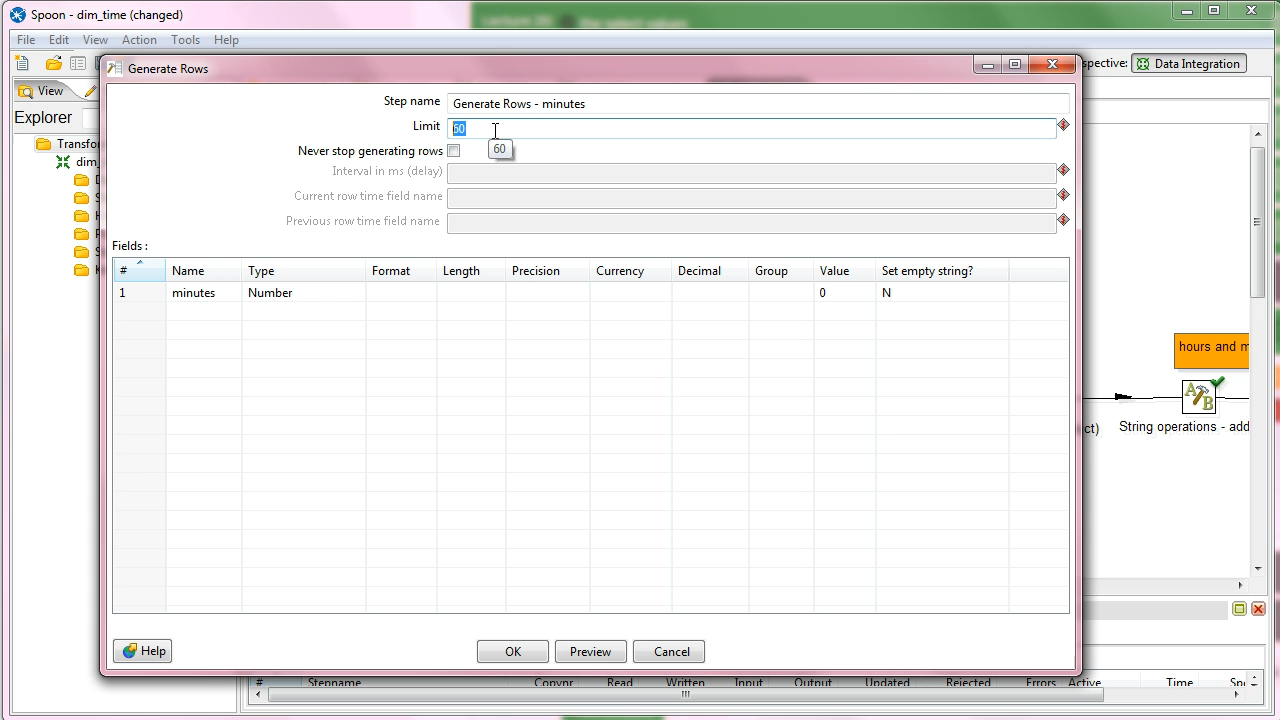 Spoon - dim_time (changed)
File Edit View Action Tools Help
spective: Data Integration
View
Explorer
Transfo
dim_
Generate Rows
Step name Generate Rows - minutes
Limit 60
60
Never stop generating rows
Interval in ms (delay)
Current row time field name
Previous row time field name
Fields :
# Name Type Format Length Precision Currency Decimal Group Value Set empty string?
1 minutes Number 0 N
Help OK Preview Cancel
hours and m
ct) String operations - add
# Stepname Copynr Read Written Input Output Updated Rejected Errors Active Time Spe